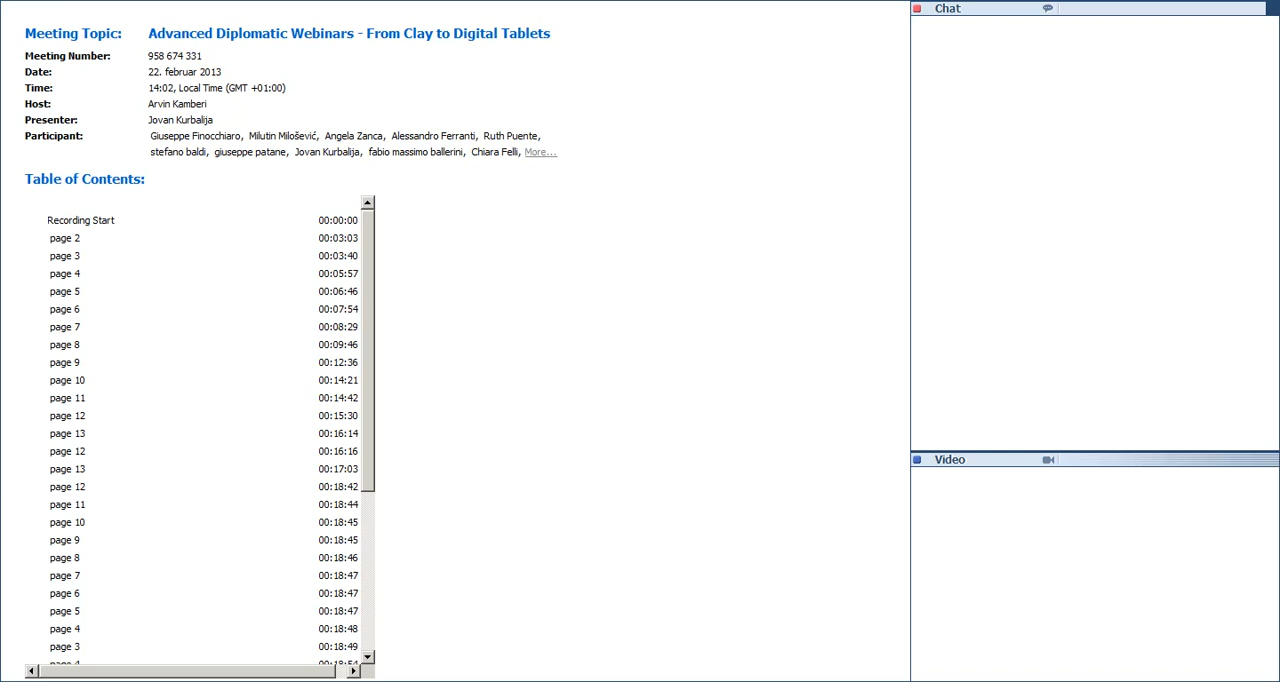 Meeting Topic: Advanced Diplomatic Webinars - From Clay to Digital Tablets
Meeting Number: 958 674 331
Date: 22. februar 2013
Time: 14:02, Local Time (GMT +01:00)
Host: Arvin Kamberi
Presenter: Jovan Kurbalija
Participant: Giuseppe Finocchiaro, Milutin Milošević, Angela Zanca, Alessandro Ferranti, Ruth Puente,
stefano baldi, giuseppe patane, Jovan Kurbalija, fabio massimo ballerini, Chiara Felli, More...
Table of Contents:
Recording Start 00:00:00
page 2 00:03:03
page 3 00:03:40
page 4 00:05:57
page 5 00:06:46
page 6 00:07:54
page 7 00:08:29
page 8 00:09:46
page 9 00:12:36
page 10 00:14:21
page 11 00:14:42
page 12 00:15:30
page 13 00:16:14
page 12 00:16:16
page 13 00:17:03
page 12 00:18:42
page 11 00:18:44
page 10 00:18:45
page 9 00:18:45
page 8 00:18:46
page 7 00:18:47
page 6 00:18:47
page 5 00:18:47
page 4 00:18:48
page 3 00:18:49
page 4 00:18:54
Chat
Video